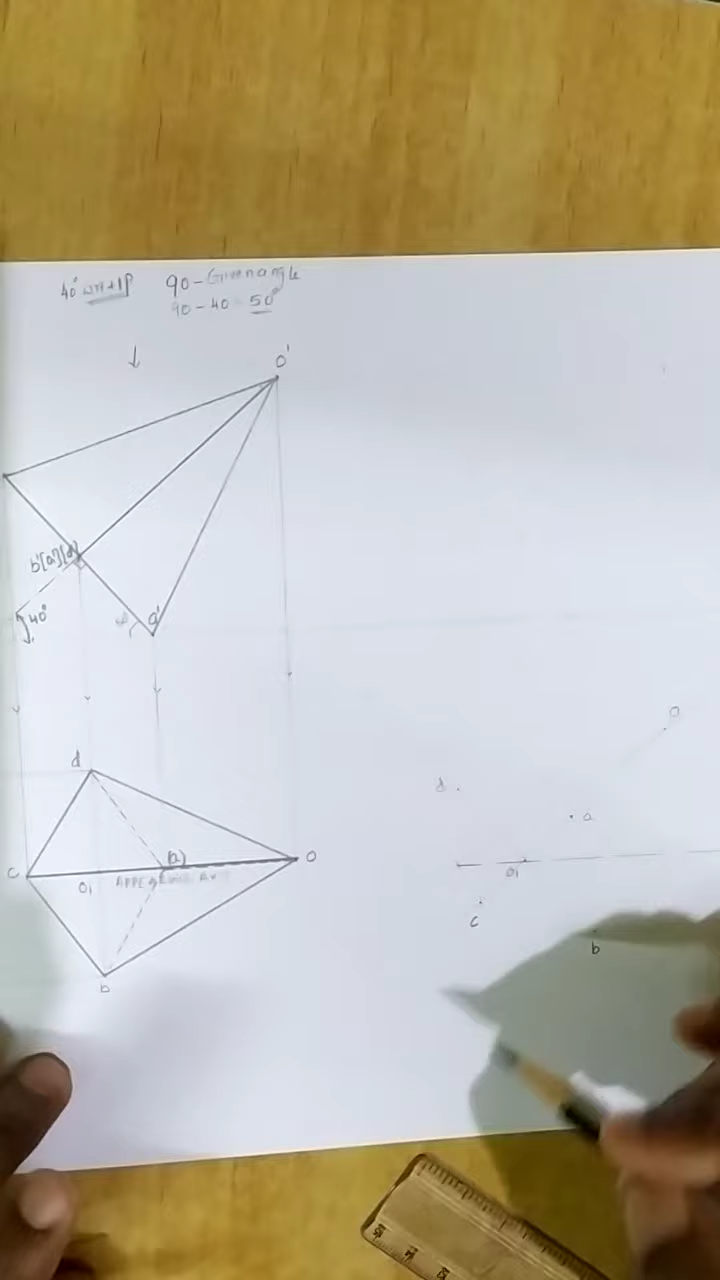 40° with HP 90 - Given angle
90 - 40 = 50°
o'
40°
a'
o
d
d
a
c
(a)
o
o1
o1
c
b
b